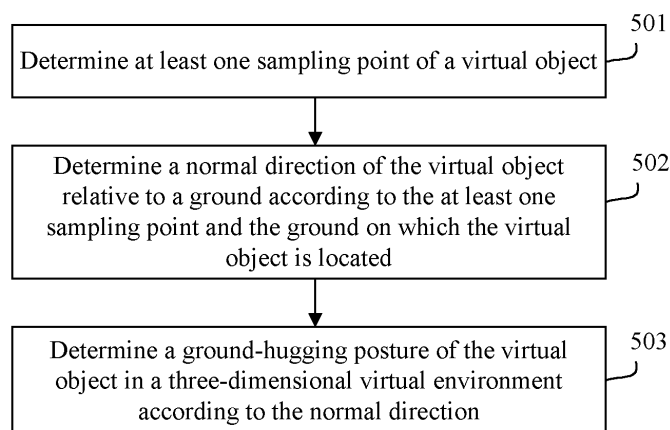 501
Determine at least one sampling point of a virtual object
502
Determine a normal direction of the virtual object
relative to a ground according to the at least one
sampling point and the ground on which the virtual
object is located
503
Determine a ground-hugging posture of the virtual
object in a three-dimensional virtual environment
according to the normal direction